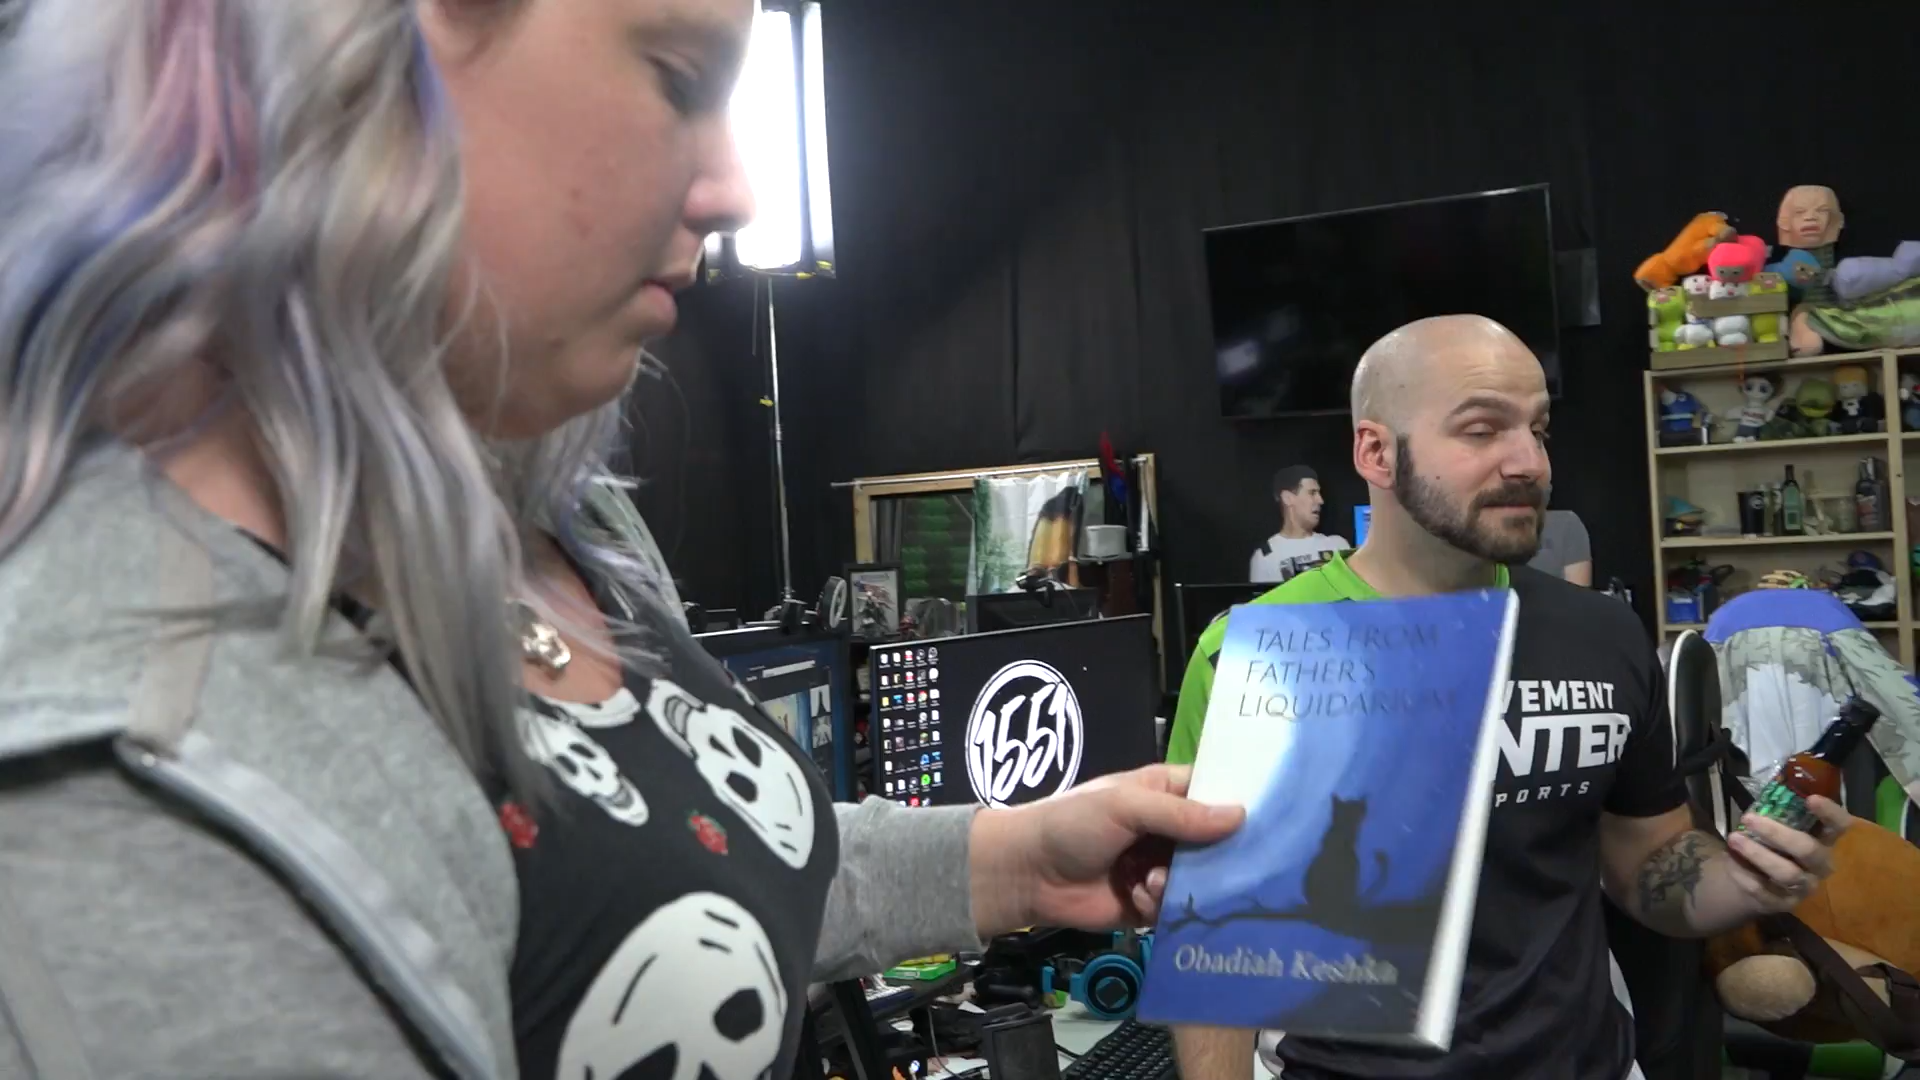 TALES FROM
FATHER'S
LIQUIDARIUM
Obadiah Keshka
1551
VEMENT
NTER
PORTS